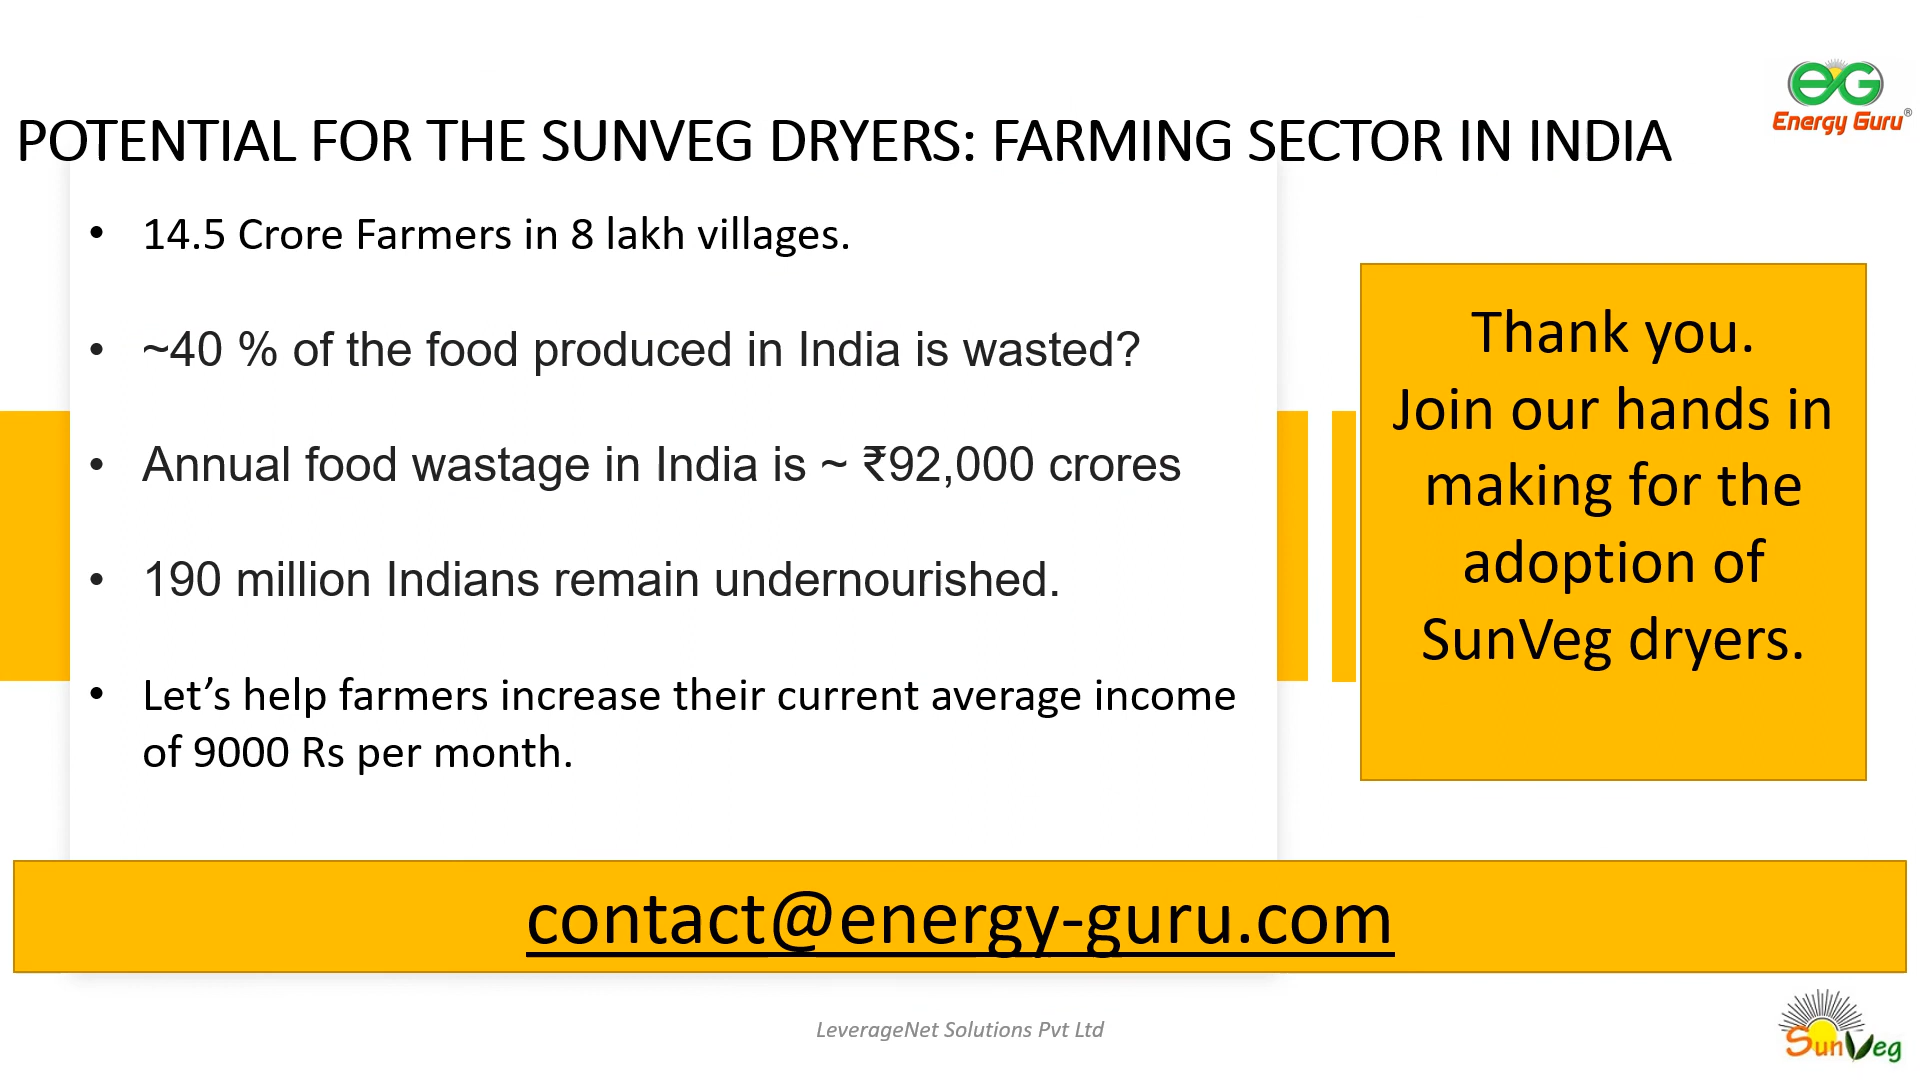 eG
Energy Guru®
POTENTIAL FOR THE SUNVEG DRYERS: FARMING SECTOR IN INDIA
• 14.5 Crore Farmers in 8 lakh villages.
• ~40 % of the food produced in India is wasted?
• Annual food wastage in India is ~ ₹92,000 crores
• 190 million Indians remain undernourished.
• Let’s help farmers increase their current average income
of 9000 Rs per month.
Thank you.
Join our hands in
making for the
adoption of
SunVeg dryers.
contact@energy-guru.com
LeverageNet Solutions Pvt Ltd
SunVeg